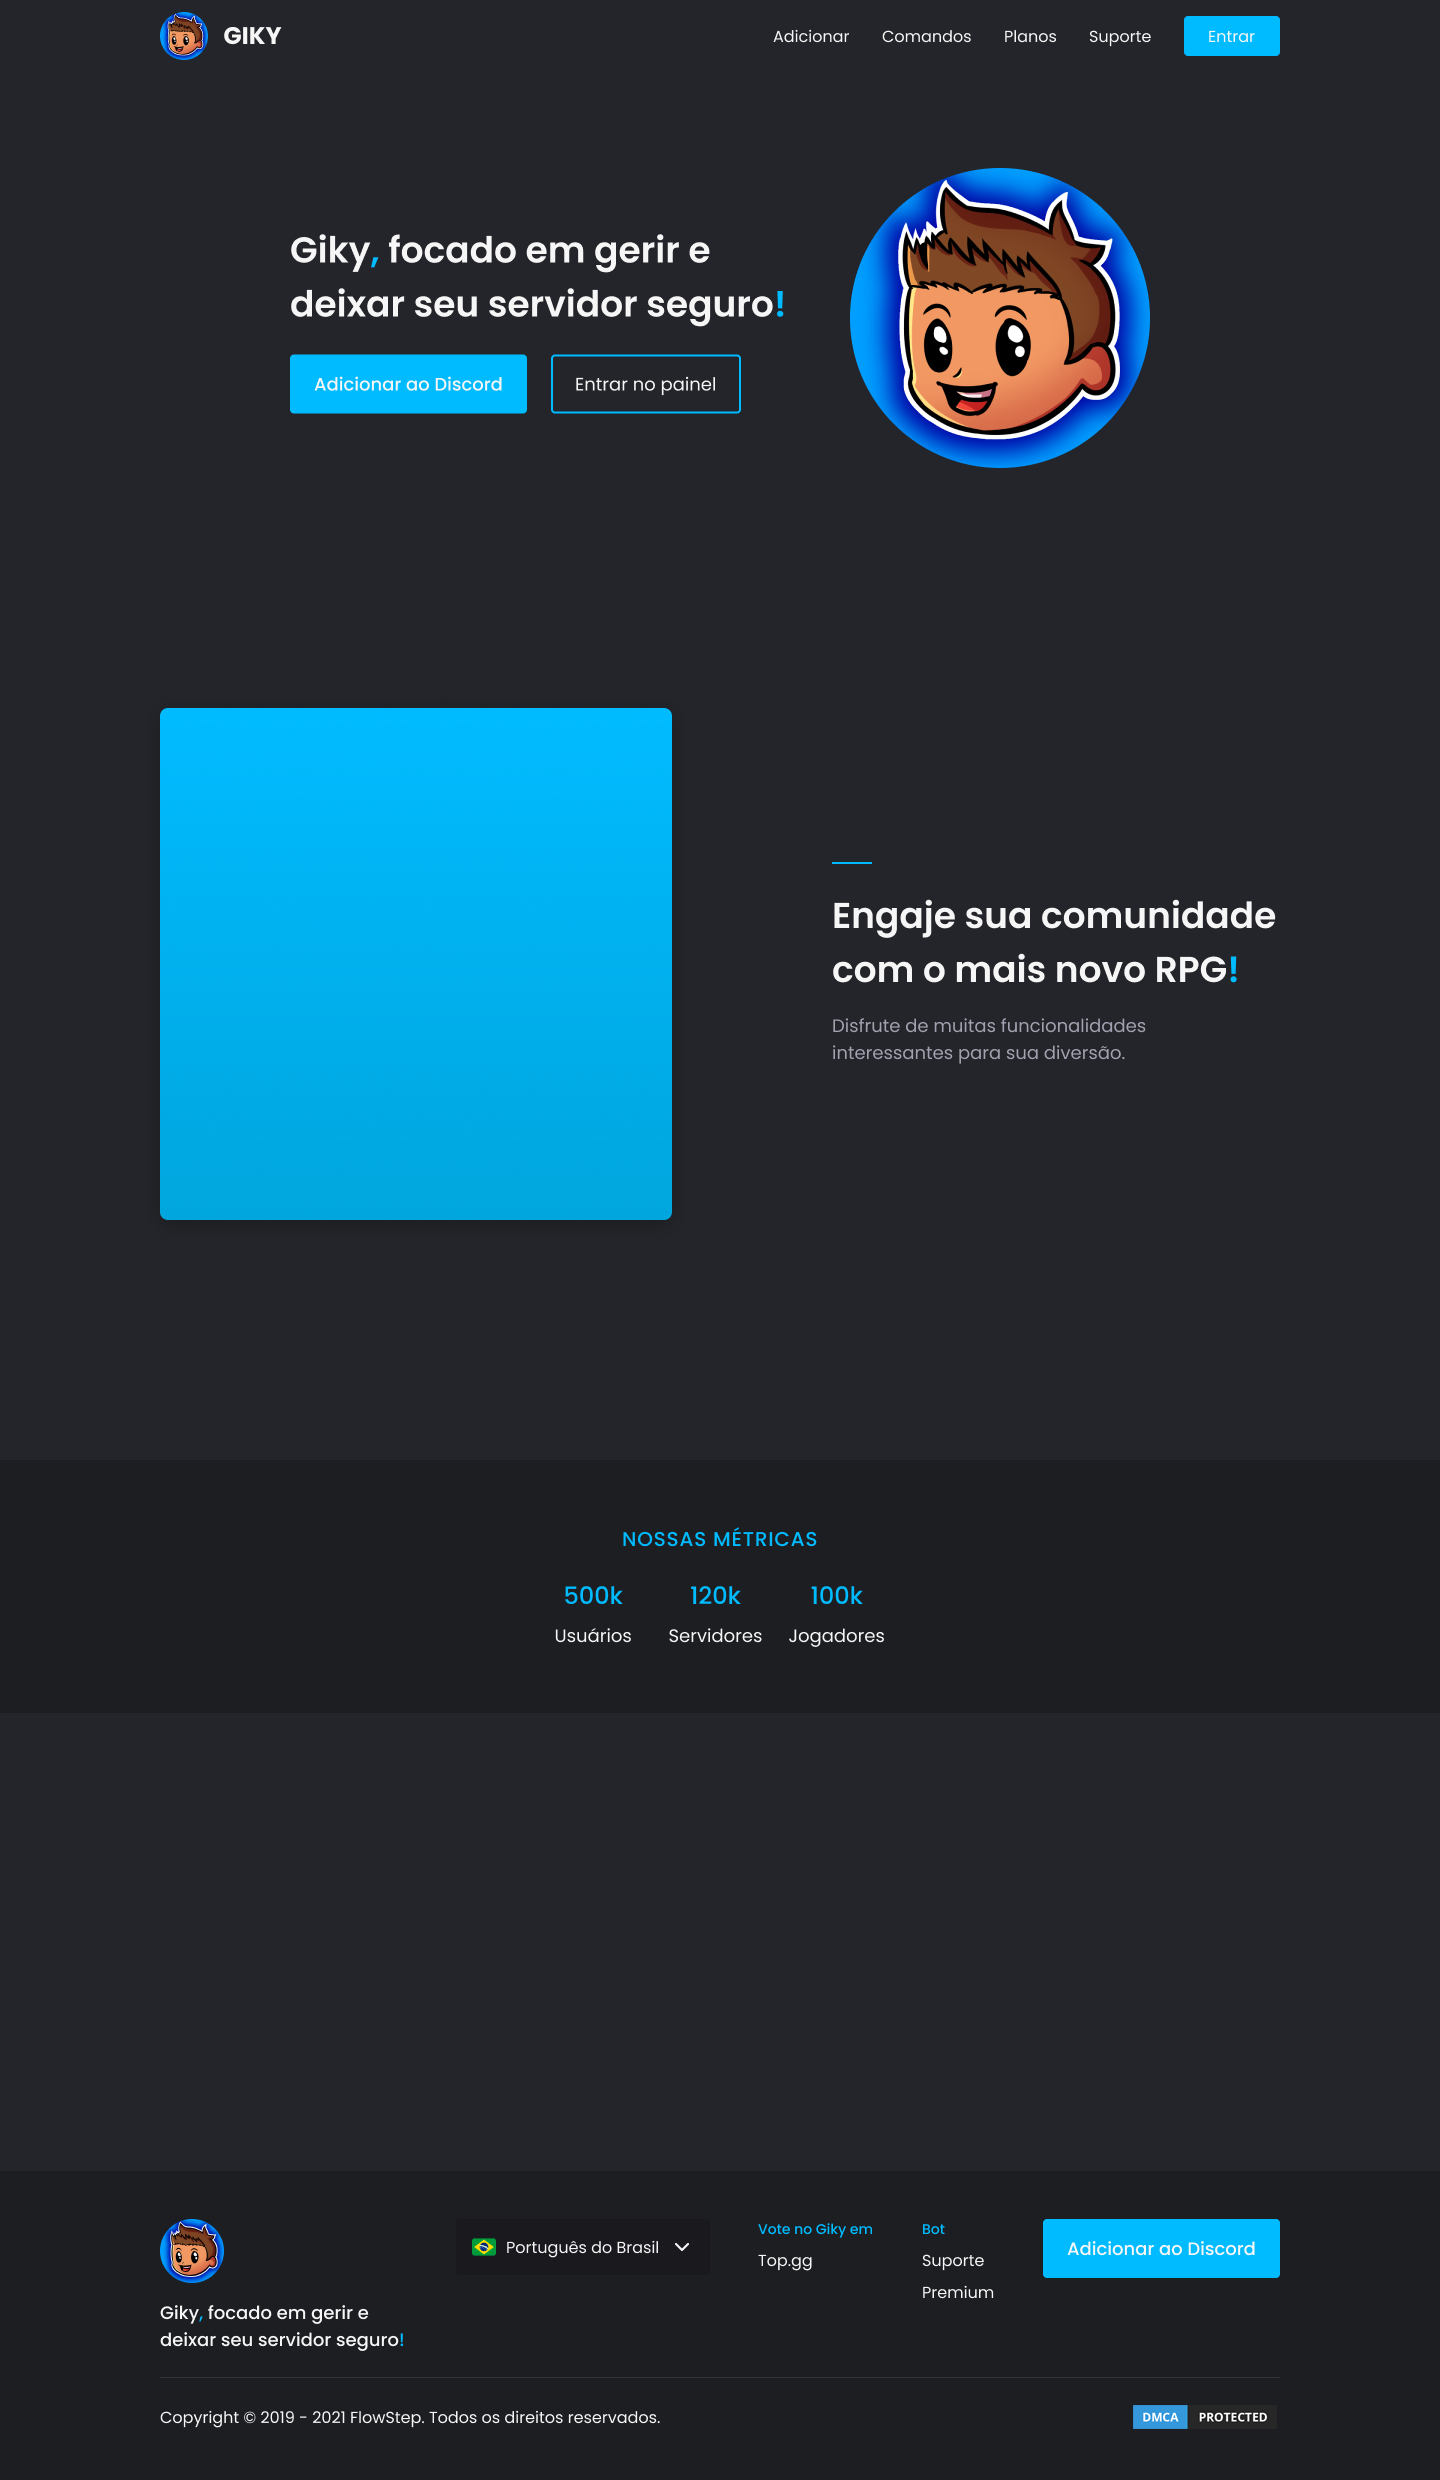 GIKY
Adicionar
Comandos
Planos
Suporte
Entrar
Giky, focado em gerir e
deixar seu servidor seguro!
Adicionar ao Discord
Entrar no painel
Engaje sua comunidade
com o mais novo RPG!
Disfrute de muitas funcionalidades
interessantes para sua diversão.
NOSSAS MÉTRICAS
500k
Usuários
120k
Servidores
100k
Jogadores
Giky, focado em gerir e
deixar seu servidor seguro!
Português do Brasil
Vote no Giky em
Top.gg
Bot
Suporte
Premium
Adicionar ao Discord
Copyright © 2019 - 2021 FlowStep. Todos os direitos reservados.
DMCA PROTECTED